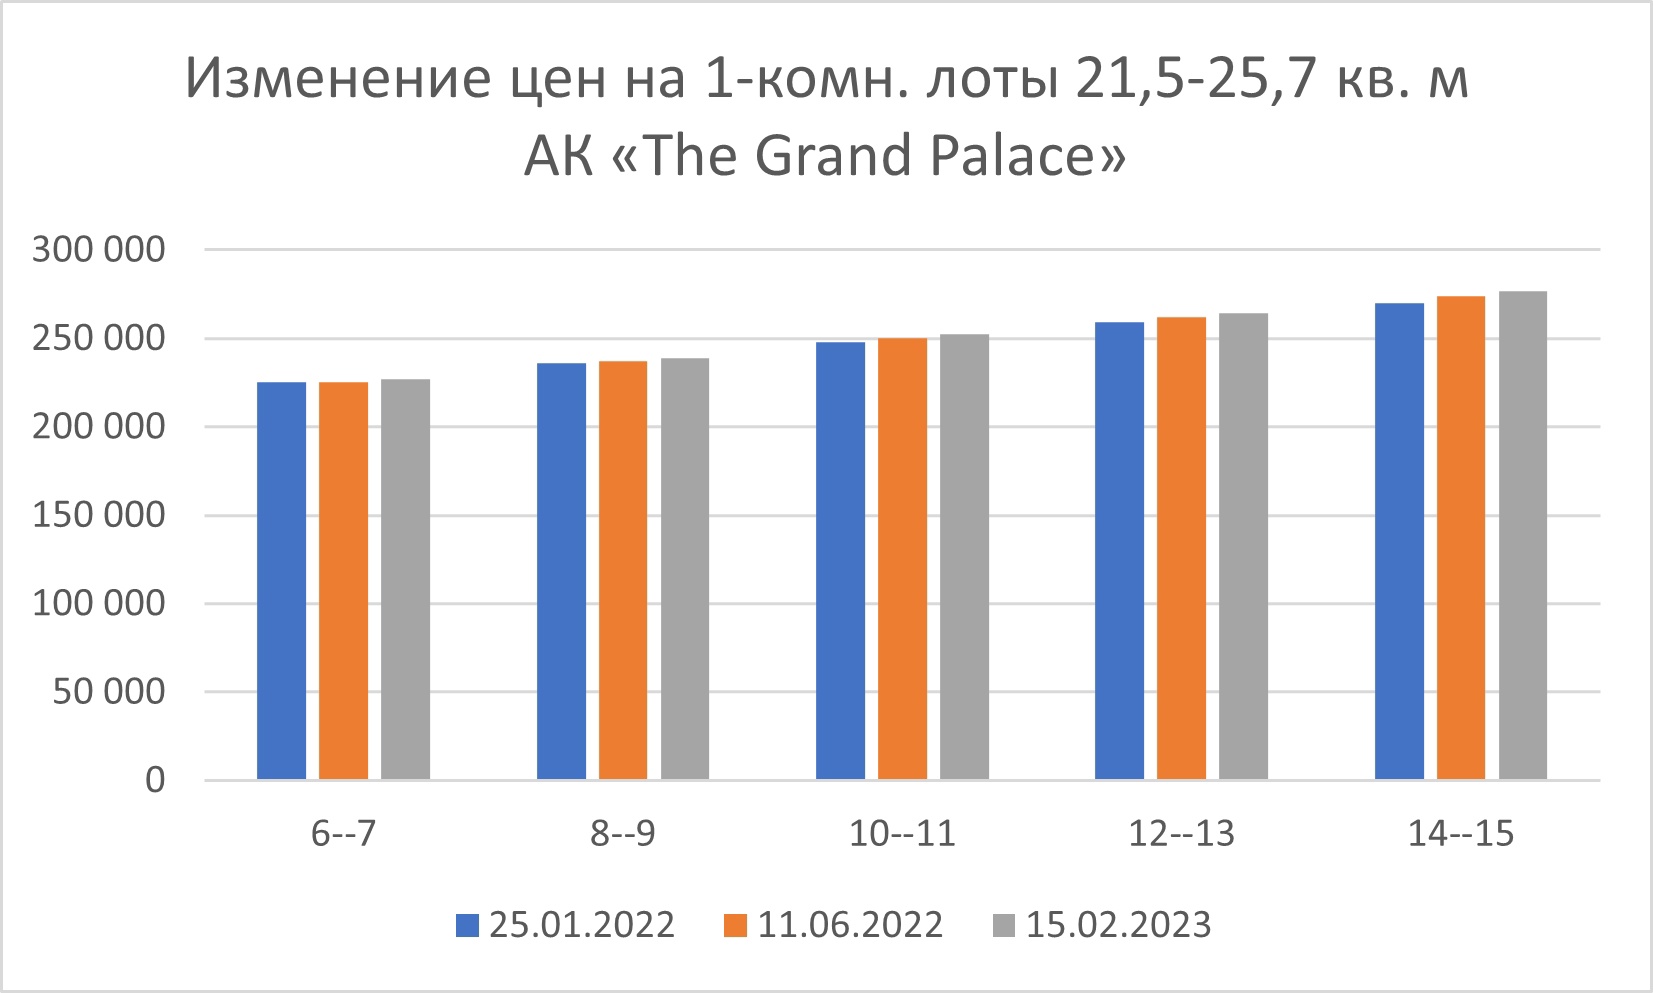 Изменение цен на 1-комн. лоты 21,5-25,7 кв. м
АК «The Grand Palace»
300 000
250 000
200 000
150 000
100 000
50 000
0
6--7 8--9 10--11 12--13 14--15
25.01.2022 11.06.2022 15.02.2023